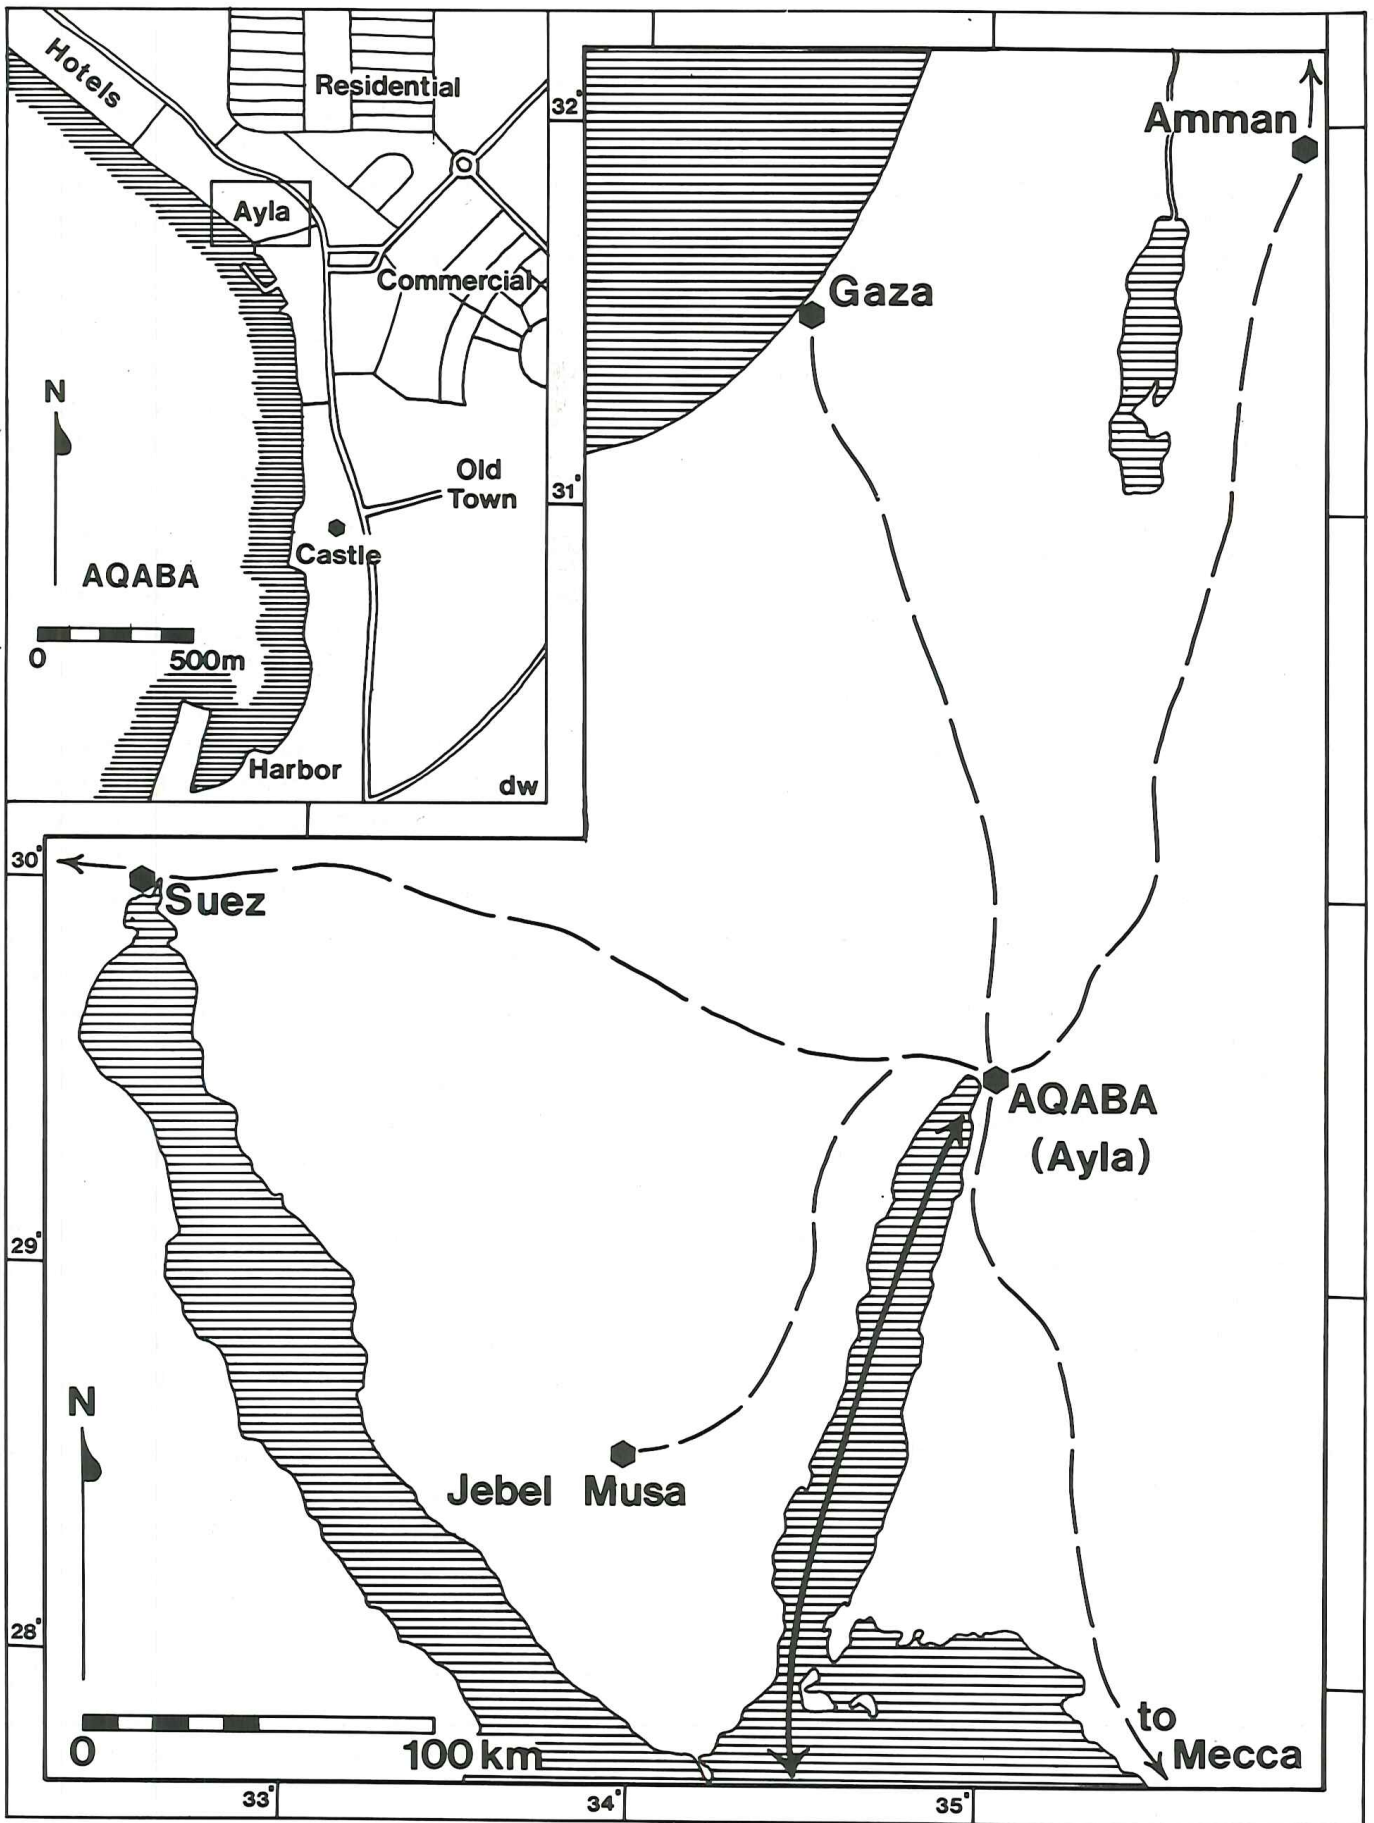 Hotels
Residential
Ayla
Commercial
N
Old
Town
Castle
AQABA
0 500m
Harbor
dw
32°
Amman
Gaza
31°
30°
Suez
AQABA
(Ayla)
29°
N
Jebel Musa
28°
0 100 km
to
Mecca
33° 34° 35°